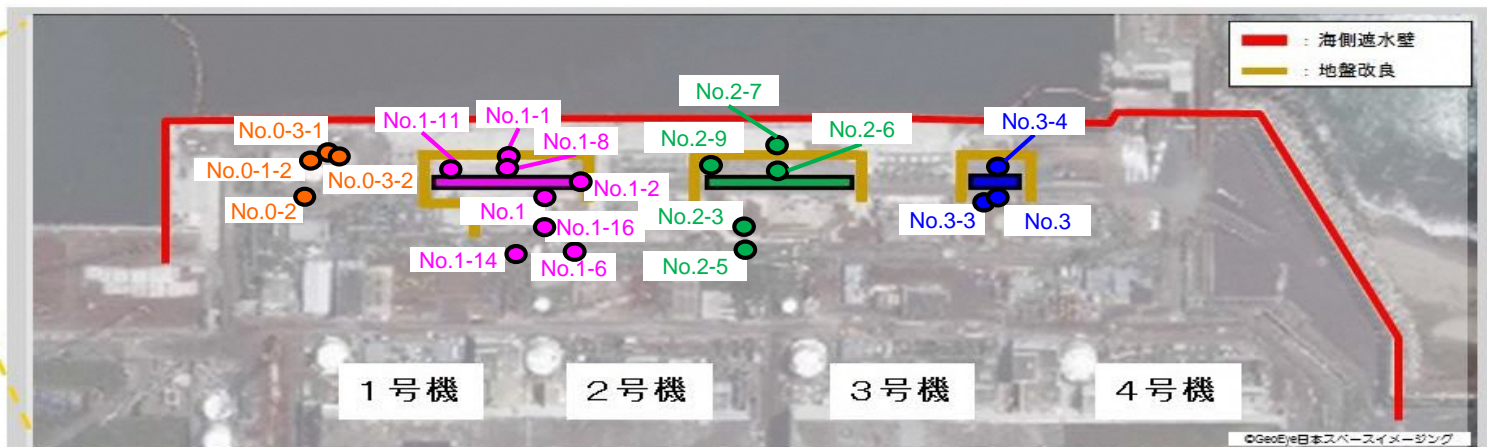 ： 海側遮水壁
： 地盤改良
No.2-7
No.0-3-1
No.1-11
No.1-1
No.1-8
No.2-9
No.2-6
No.3-4
No.0-1-2
No.0-3-2
No.0-2
No.1-2
No.1
No.1-16
No.2-3
No.3-3
No.3
No.1-14
No.1-6
No.2-5
１号機
２号機
３号機
４号機
©GeoEye日本スペースイメージング